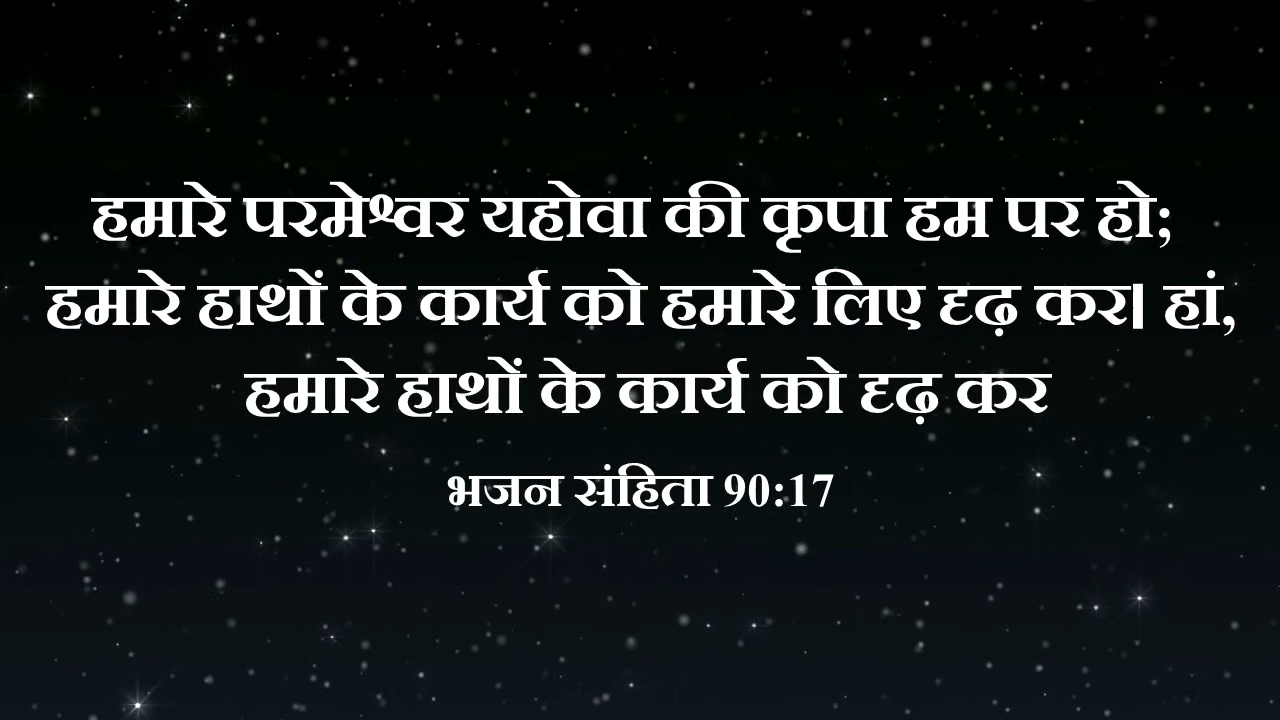 हमारे परमेश्वर यहोवा की कृपा हम पर हो;
हमारे हाथों के कार्य को हमारे लिए दृढ़ कर। हां,
हमारे हाथों के कार्य को दृढ़ कर
भजन संहिता 90:17